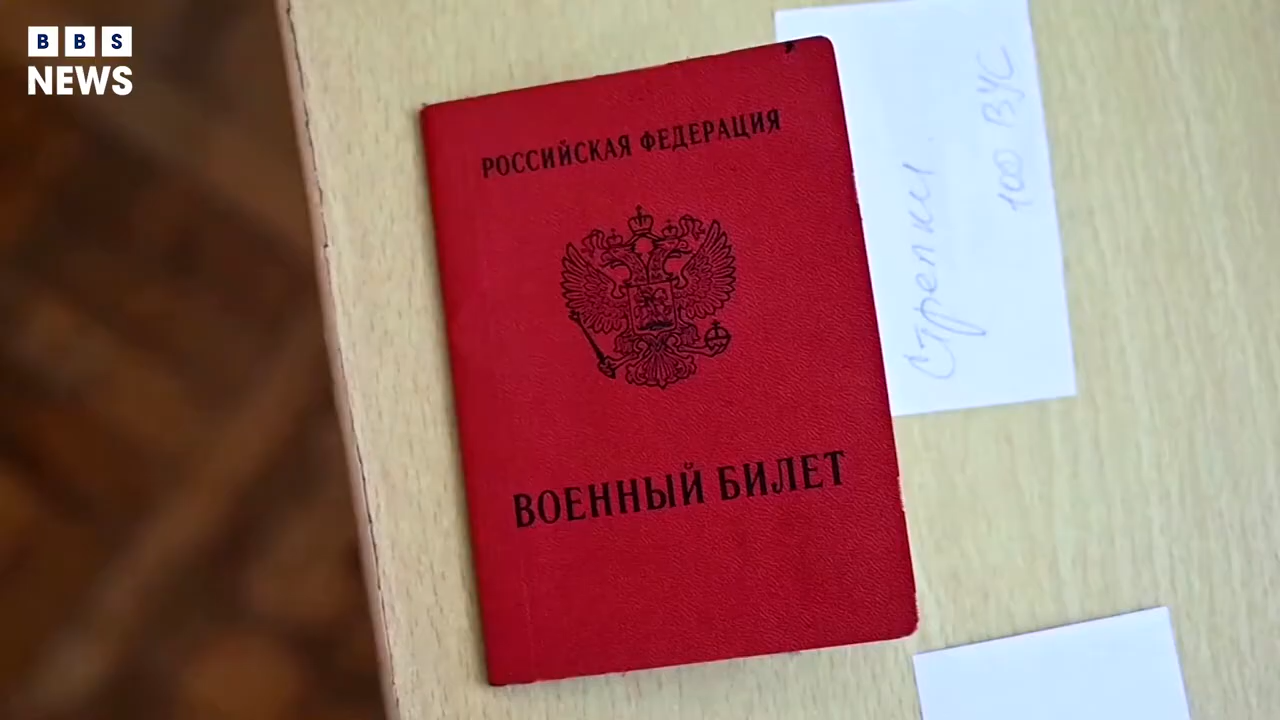 BBS
NEWS
РОССИЙСКАЯ ФЕДЕРАЦИЯ
ВОЕННЫЙ БИЛЕТ
Стрелки
100 ВУС